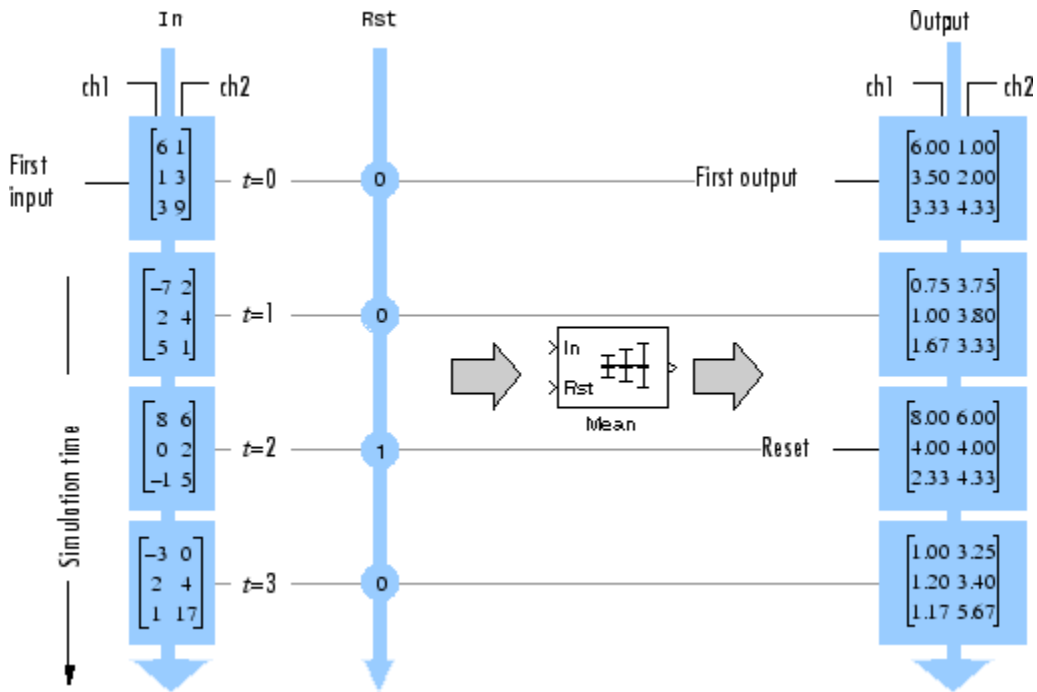 In Rst Output
ch1 ch2 ch1 ch2
First
input
6 1
1 3
3 9
t=0
0
First output
6.00 1.00
3.50 2.00
3.33 4.33
-7 2
2 4
5 1
t=1
0
0.75 3.75
1.00 3.80
1.67 3.33
In
Rst
Mean
Simulation time
8 6
0 2
-1 5
t=2
1
Reset
8.00 6.00
4.00 4.00
2.33 4.33
-3 0
2 4
1 17
t=3
0
1.00 3.25
1.20 3.40
1.17 5.67